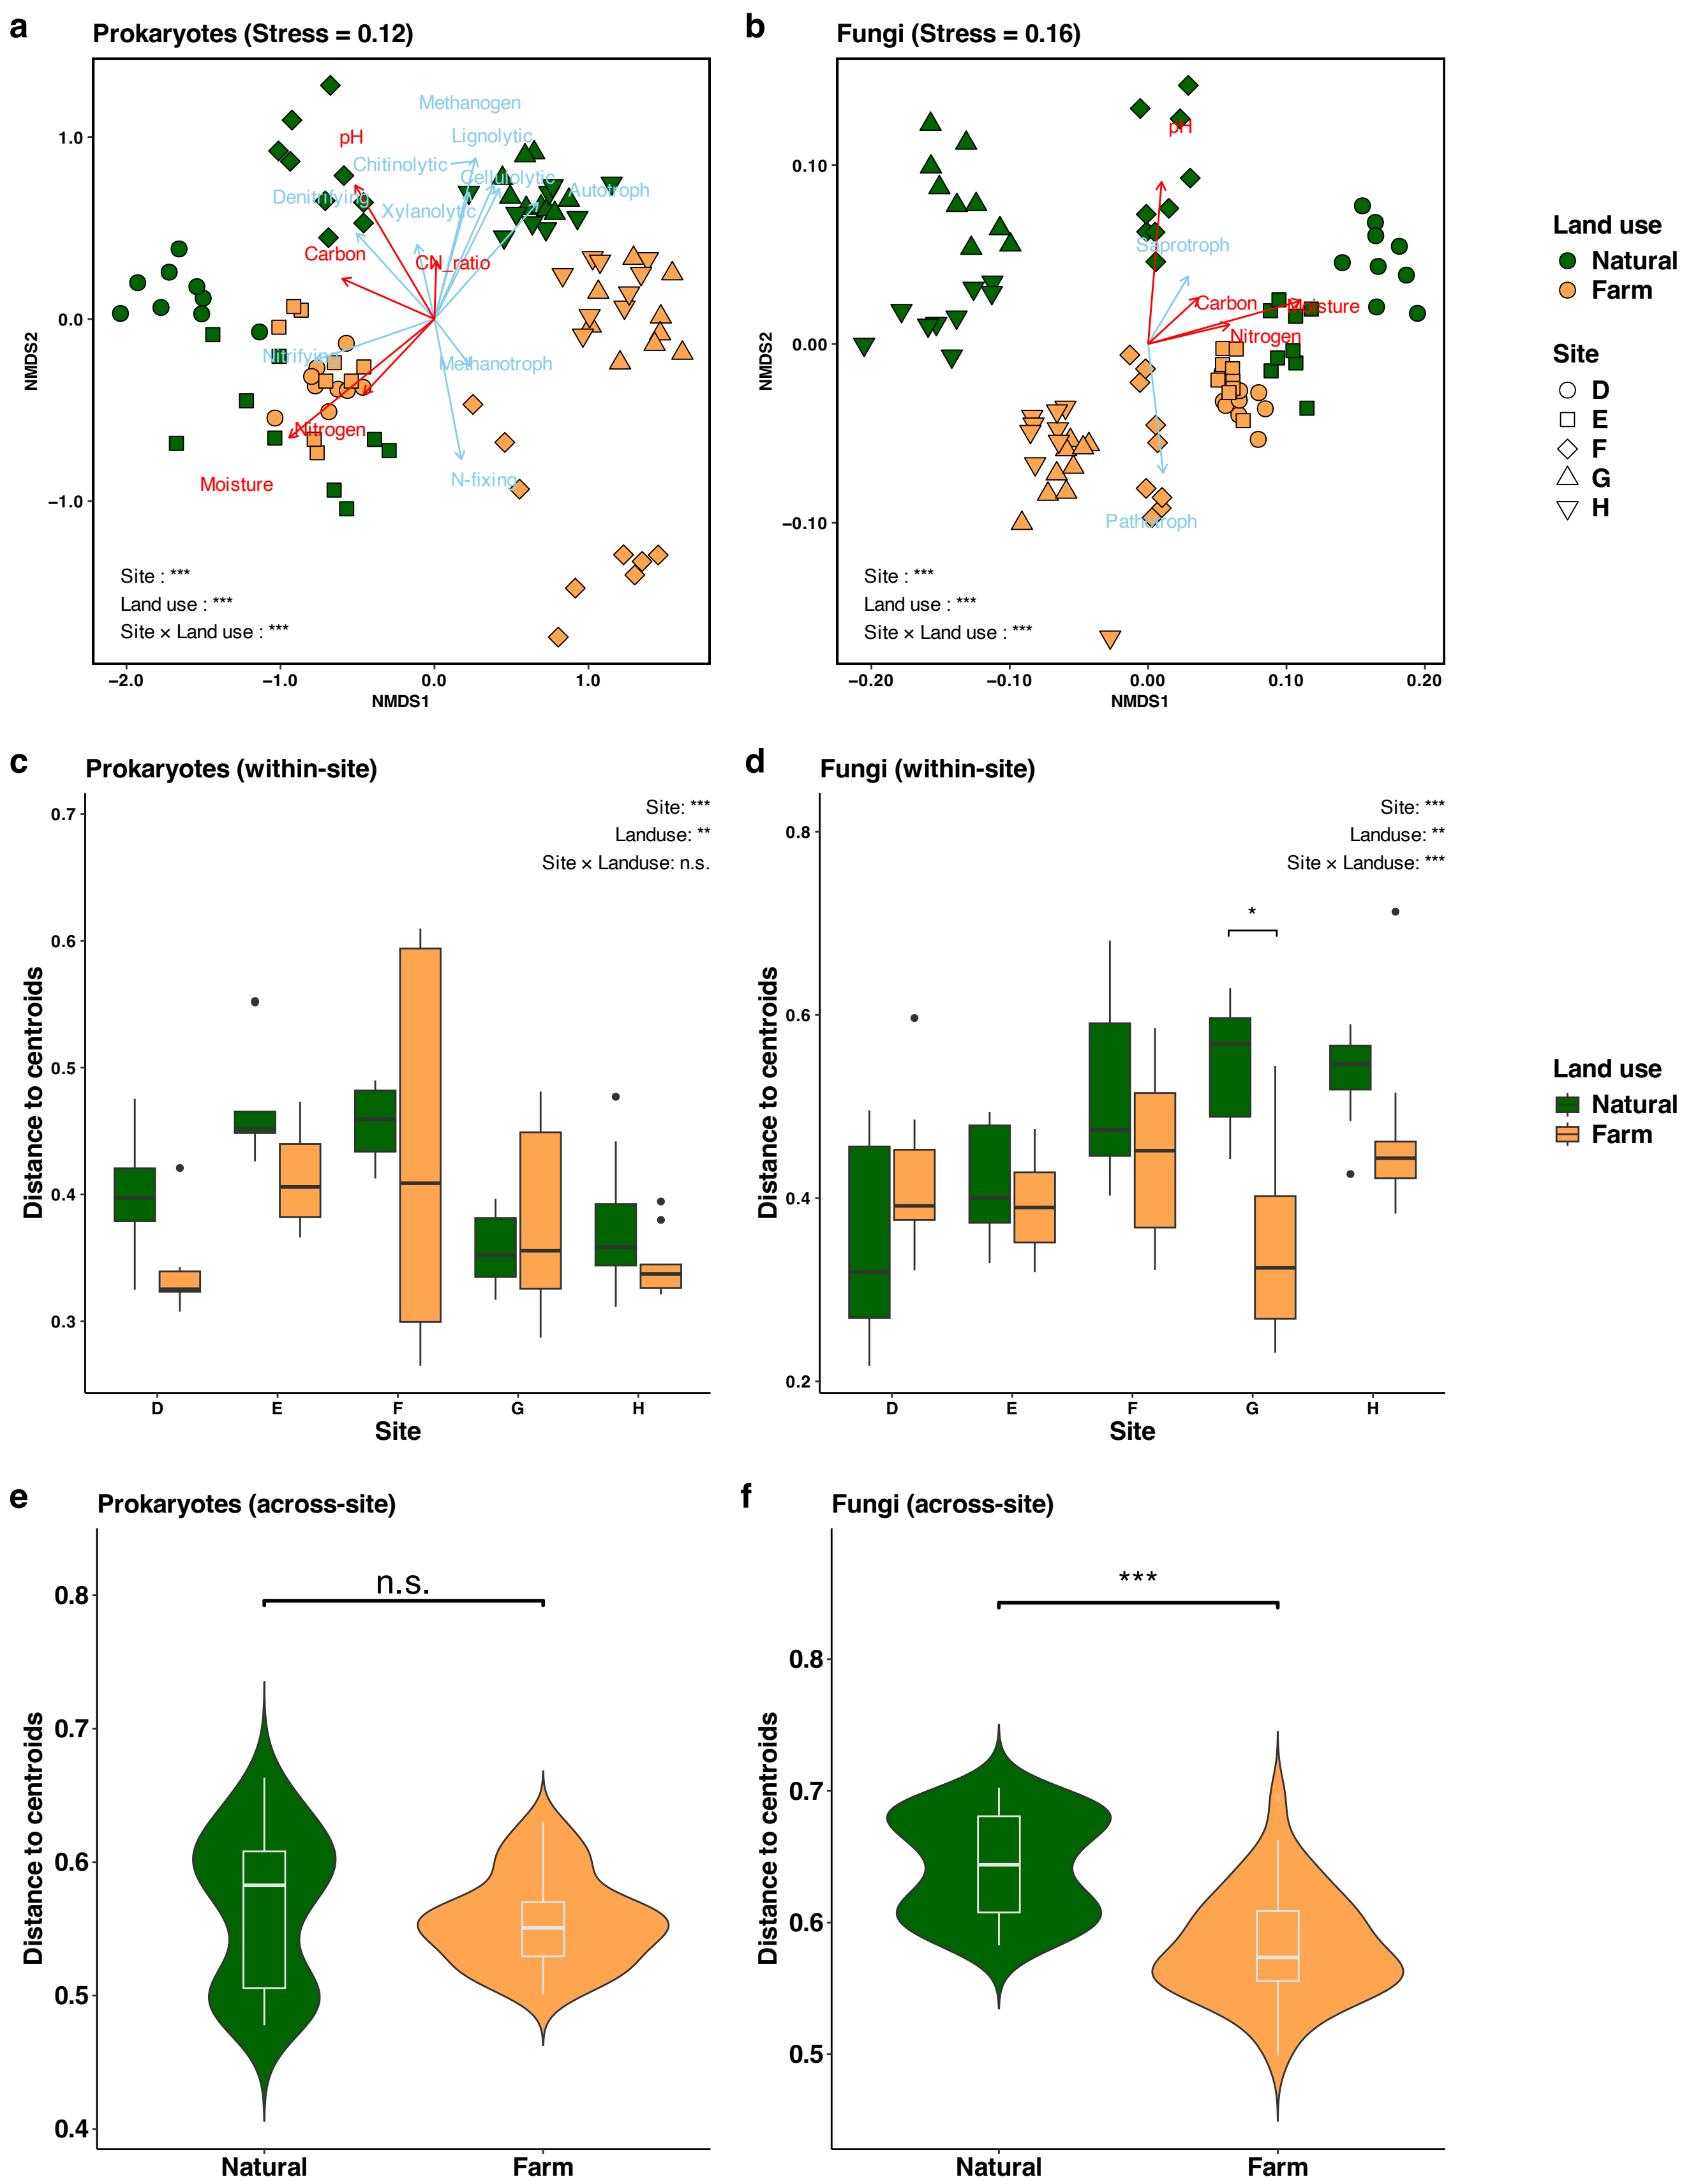 a
Prokaryotes (Stress = 0.12)
Methanogen
Lignolytic
pH
Chitinolytic
Cellulolytic
Denitrifying
Xylanolytic
Autotroph
Carbon
CN_ratio
Nitrifying
Methanotroph
Nitrogen
Moisture
N-fixing
Site : ***
Land use : ***
Site × Land use : ***
1.0
0.0
−1.0
NMDS2
−2.0 −1.0 0.0 1.0
NMDS1
b
Fungi (Stress = 0.16)
pH
Saprotroph
Carbon
Moisture
Nitrogen
Pathotroph
Site : ***
Land use : ***
Site × Land use : ***
0.10
0.00
−0.10
NMDS2
−0.20 −0.10 0.00 0.10 0.20
NMDS1
Land use
Natural
Farm
Site
D
E
F
G
H
c
Prokaryotes (within-site)
Site: ***
Landuse: **
Site × Landuse: n.s.
0.7
0.6
0.5
0.4
0.3
Distance to centroids
D E F G H
Site
d
Fungi (within-site)
Site: ***
Landuse: **
Site × Landuse: ***
*
0.8
0.6
0.4
0.2
Distance to centroids
D E F G H
Site
Land use
Natural
Farm
e
Prokaryotes (across-site)
n.s.
0.8
0.7
0.6
0.5
0.4
Distance to centroids
Natural Farm
f
Fungi (across-site)
***
0.8
0.7
0.6
0.5
Distance to centroids
Natural Farm